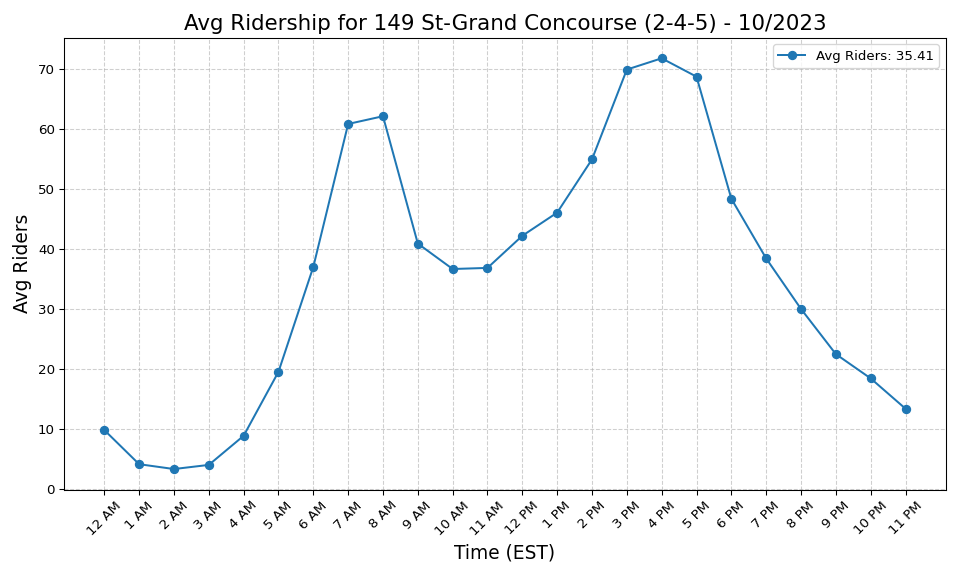 Avg Ridership for 149 St-Grand Concourse (2-4-5) - 10/2023
Avg Riders: 35.41
Avg Riders
70
60
50
40
30
20
10
0
12 AM
1 AM
2 AM
3 AM
4 AM
5 AM
6 AM
7 AM
8 AM
9 AM
10 AM
11 AM
12 PM
1 PM
2 PM
3 PM
4 PM
5 PM
6 PM
7 PM
8 PM
9 PM
10 PM
11 PM
Time (EST)